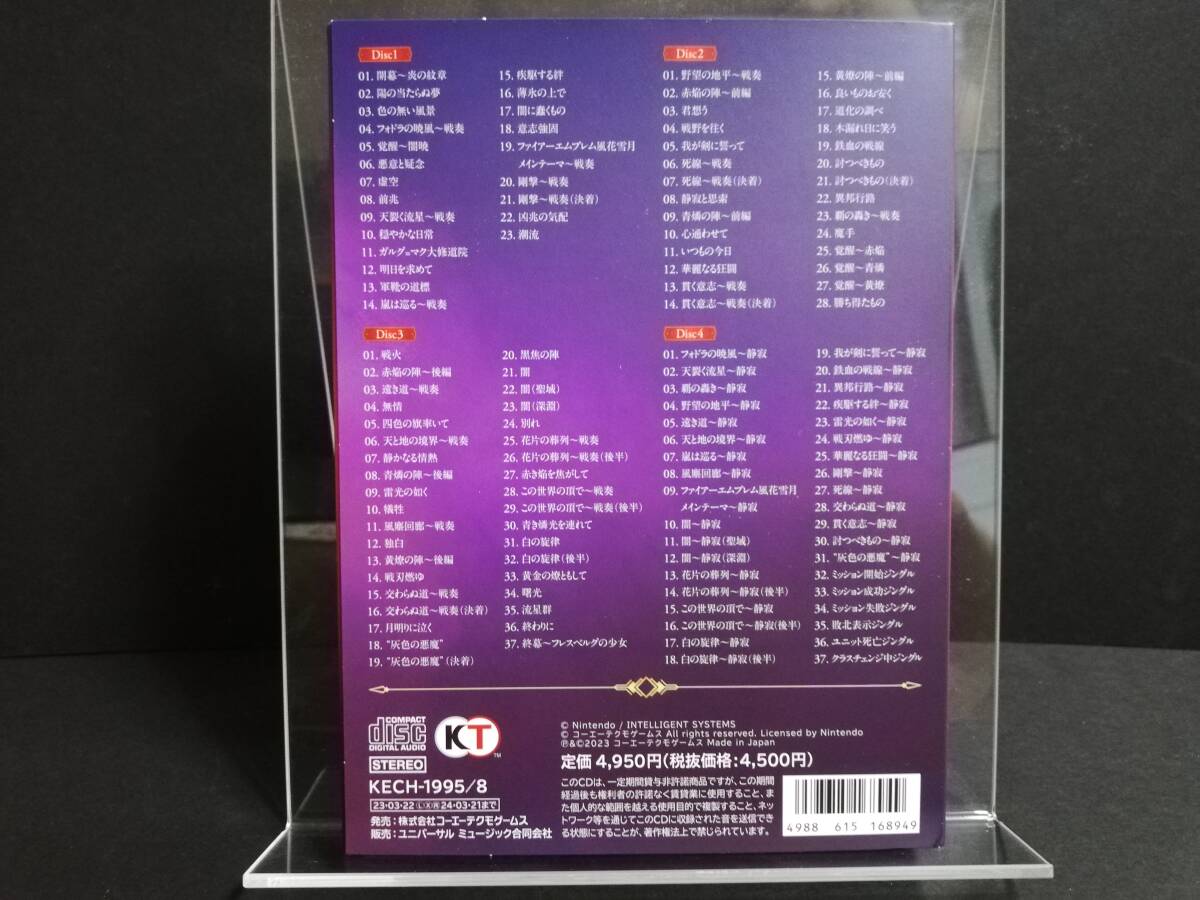 Disc1
01. 開幕～炎の紋章
02. 陽の当たらぬ夢
03. 色の無い風景
04. フォドラの暁風～戦奏
05. 覚醒～闇暁
06. 悪意と疑念
07. 虚空
08. 前兆
09. 天裂く流星～戦奏
10. 穏やかな日常
11. ガルグ=マク大修道院
12. 明日を求めて
13. 軍靴の道標
14. 嵐は巡る～戦奏
15. 疾駆する絆
16. 薄氷の上で
17. 闇に蠢くもの
18. 意志強固
19. ファイアーエムブレム風花雪月
メインテーマ～戦奏
20. 剛撃～戦奏
21. 剛撃～戦奏(決着)
22. 凶兆の気配
23. 潮流
Disc2
01. 野望の地平～戦奏
02. 赤焔の陣～前編
03. 君想う
04. 戦野を往く
05. 我が剣に誓って
06. 死線～戦奏
07. 死線～戦奏(決着)
08. 静寂と思索
09. 青燐の陣～前編
10. 心通わせて
11. いつもの今日
12. 華麗なる狂闘
13. 貫く意志～戦奏
14. 貫く意志～戦奏(決着)
15. 黄燎の陣～前編
16. 良いものお安く
17. 道化の調べ
18. 木漏れ日に笑う
19. 鉄血の戦線
20. 討つべきもの
21. 討つべきもの(決着)
22. 異邦行路
23. 覇の轟き～戦奏
24. 魔手
25. 覚醒～赤焔
26. 覚醒～青燐
27. 覚醒～黄燎
28. 勝ち得たもの
Disc3
01. 戦火
02. 赤焔の陣～後編
03. 遠き道～戦奏
04. 無情
05. 四色の旗率いて
06. 天と地の境界～戦奏
07. 静かなる情熱
08. 青燐の陣～後編
09. 雷光の如く
10. 犠牲
11. 風塵回廊～戦奏
12. 独白
13. 黄燎の陣～後編
14. 戦刃燃ゆ
15. 交わらぬ道～戦奏
16. 交わらぬ道～戦奏(決着)
17. 月明りに泣く
18. “灰色の悪魔”
19. “灰色の悪魔”(決着)
20. 黒焦の陣
21. 闇
22. 闇(聖域)
23. 闇(深淵)
24. 別れ
25. 花片の葬列～戦奏
26. 花片の葬列～戦奏(後半)
27. 赤き焔を焦がして
28. この世界の頂で～戦奏
29. この世界の頂で～戦奏(後半)
30. 青き燐光を連れて
31. 白の旋律
32. 白の旋律(後半)
33. 黄金の燎ともして
34. 曙光
35. 流星群
36. 終わりに
37. 終幕～フレスベルグの少女
Disc4
01. フォドラの暁風～静寂
02. 天裂く流星～静寂
03. 覇の轟き～静寂
04. 野望の地平～静寂
05. 遠き道～静寂
06. 天と地の境界～静寂
07. 嵐は巡る～静寂
08. 風塵回廊～静寂
09. ファイアーエムブレム風花雪月
メインテーマ～静寂
10. 闇～静寂
11. 闇～静寂(聖域)
12. 闇～静寂(深淵)
13. 花片の葬列～静寂
14. 花片の葬列～静寂(後半)
15. この世界の頂で～静寂
16. この世界の頂で～静寂(後半)
17. 白の旋律～静寂
18. 白の旋律～静寂(後半)
19. 我が剣に誓って～静寂
20. 鉄血の戦線～静寂
21. 異邦行路～静寂
22. 疾駆する絆～静寂
23. 雷光の如く～静寂
24. 戦刃燃ゆ～静寂
25. 華麗なる狂闘～静寂
26. 剛撃～静寂
27. 死線～静寂
28. 交わらぬ道～静寂
29. 貫く意志～静寂
30. 討つべきもの～静寂
31. “灰色の悪魔”～静寂
32. ミッション開始ジングル
33. ミッション成功ジングル
34. ミッション失敗ジングル
35. 敗北表示ジングル
36. ユニット死亡ジングル
37. クラスチェンジ中ジングル
COMPACT
disc
DIGITAL AUDIO
STEREO
KT™
KECH-1995/8
23・03・22 Ⓛ Ⓧ Ⓡ 24・03・21まで
発売：株式会社コーエーテクモゲームス
販売：ユニバーサル ミュージック合同会社
© Nintendo / INTELLIGENT SYSTEMS
© コーエーテクモゲームス All rights reserved. Licensed by Nintendo
℗&©2023 コーエーテクモゲームス Made in Japan
定価 4,950円(税抜価格:4,500円)
このCDは、一定期間貸与非許諾商品ですが、この期間
経過後も権利者の許諾なく賃貸業に使用すること、ま
た個人的な範囲を越える使用目的で複製すること、ネッ
トワーク等を通じてこのCDに収録された音を送信でき
る状態にすることが、著作権法上で禁じられています。
4988 615 168949